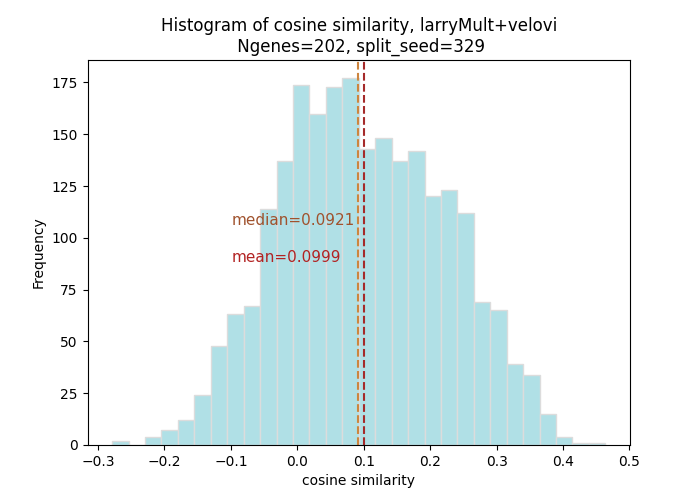 Histogram of cosine similarity, larryMult+velovi
Ngenes=202, split_seed=329
175
150
125
100
75
50
25
0
Frequency
median=0.0921
mean=0.0999
−0.3 −0.2 −0.1 0.0 0.1 0.2 0.3 0.4 0.5
cosine similarity